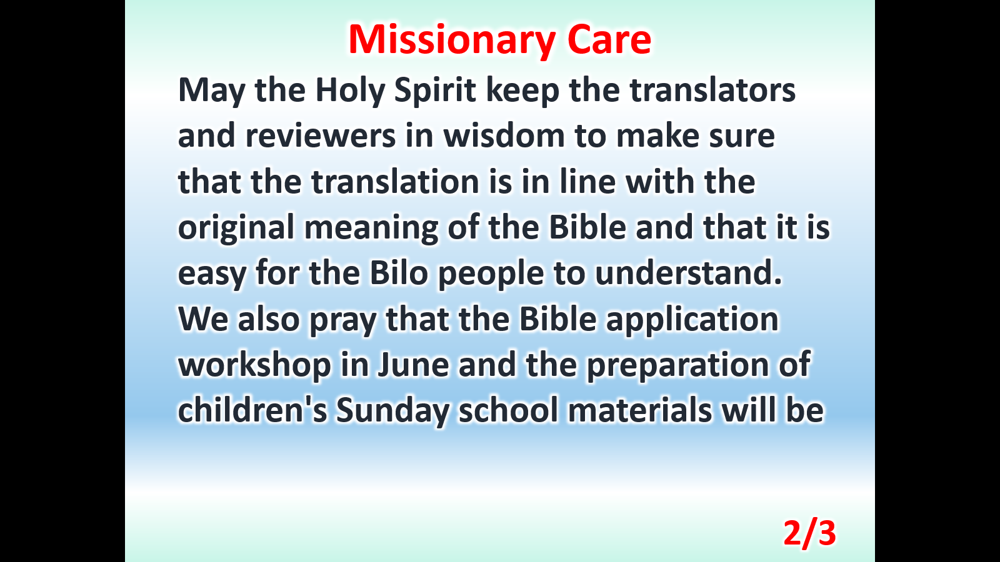 Missionary Care
May the Holy Spirit keep the translators
and reviewers in wisdom to make sure
that the translation is in line with the
original meaning of the Bible and that it is
easy for the Bilo people to understand.
We also pray that the Bible application
workshop in June and the preparation of
children's Sunday school materials will be
2/3